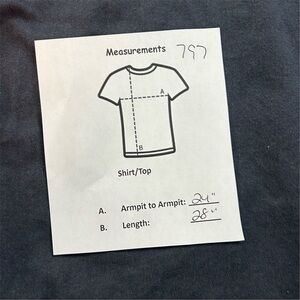 Measurements 797
A
B
Shirt/Top
A. Armpit to Armpit: 24"
B. Length: 28"